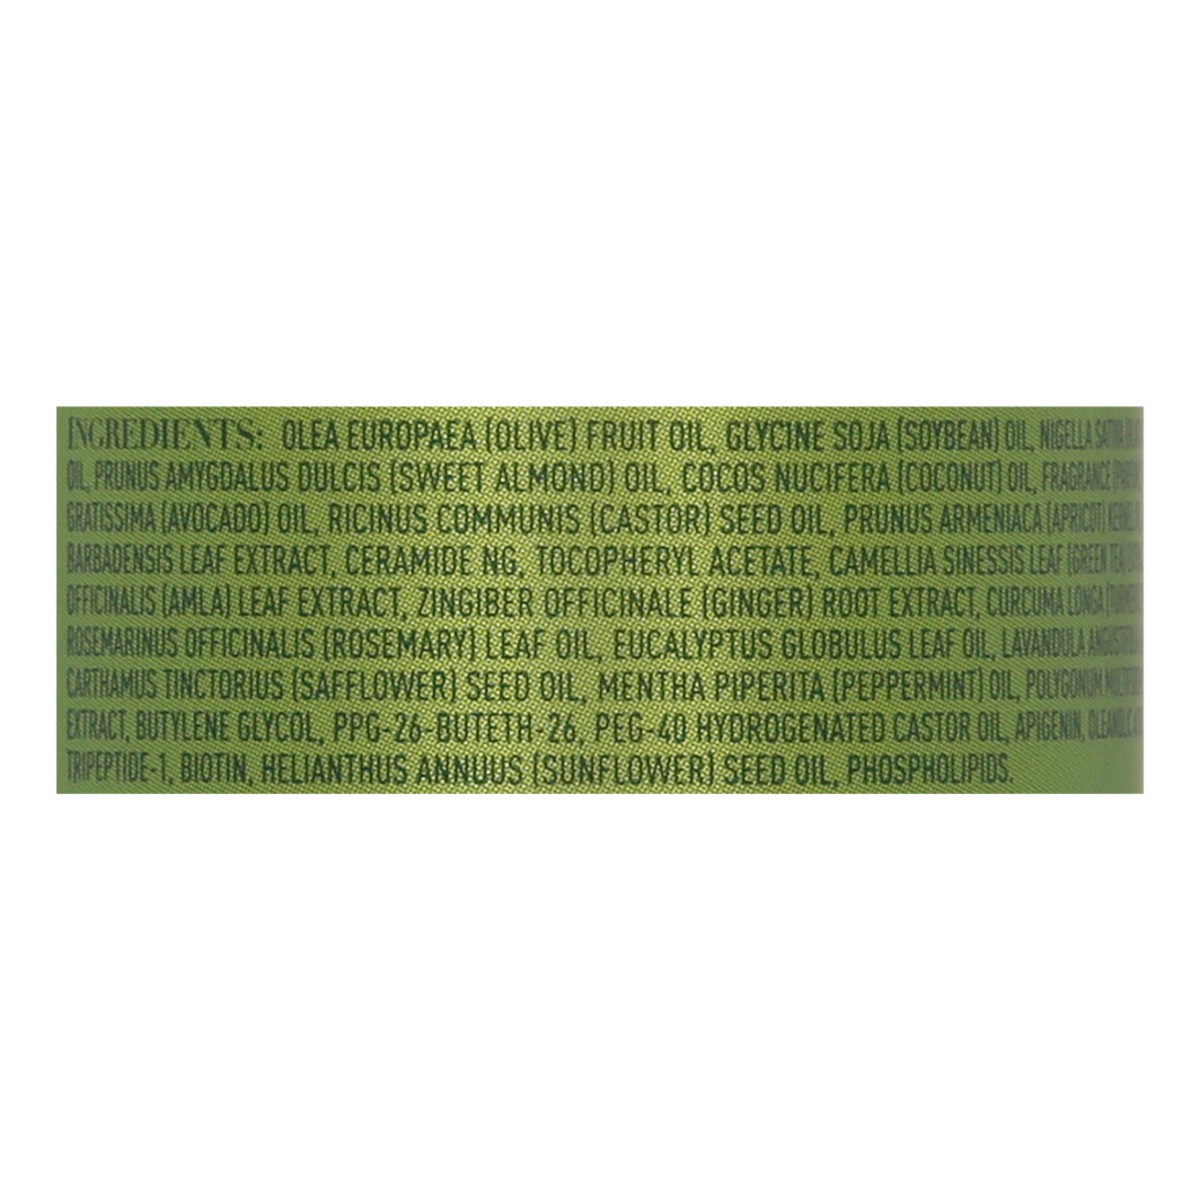 INGREDIENTS: OLEA EUROPAEA (OLIVE) FRUIT OIL, GLYCINE SOJA (SOYBEAN) OIL, NIGELLA SATIVA
OIL, PRUNUS AMYGDALUS DULCIS (SWEET ALMOND) OIL, COCOS NUCIFERA (COCONUT) OIL, FRAGRANCE
GRATISSIMA (AVOCADO) OIL, RICINUS COMMUNIS (CASTOR) SEED OIL, PRUNUS ARMENIACA (APRICOT) KERNEL
BARBADENSIS LEAF EXTRACT, CERAMIDE NG, TOCOPHERYL ACETATE, CAMELLIA SINESSIS LEAF (GREEN TEA
OFFICINALIS (AMLA) LEAF EXTRACT, ZINGIBER OFFICINALE (GINGER) ROOT EXTRACT, CURCUMA LONGA
ROSEMARINUS OFFICINALIS (ROSEMARY) LEAF OIL, EUCALYPTUS GLOBULUS LEAF OIL, LAVANDULA
CARTHAMUS TINCTORIUS (SAFFLOWER) SEED OIL, MENTHA PIPERITA (PEPPERMINT) OIL, POLYGONUM
EXTRACT, BUTYLENE GLYCOL, PPG-26-BUTETH-26, PEG-40 HYDROGENATED CASTOR OIL, APIGENIN,
TRIPEPTIDE-1, BIOTIN, HELIANTHUS ANNUUS (SUNFLOWER) SEED OIL, PHOSPHOLIPIDS.